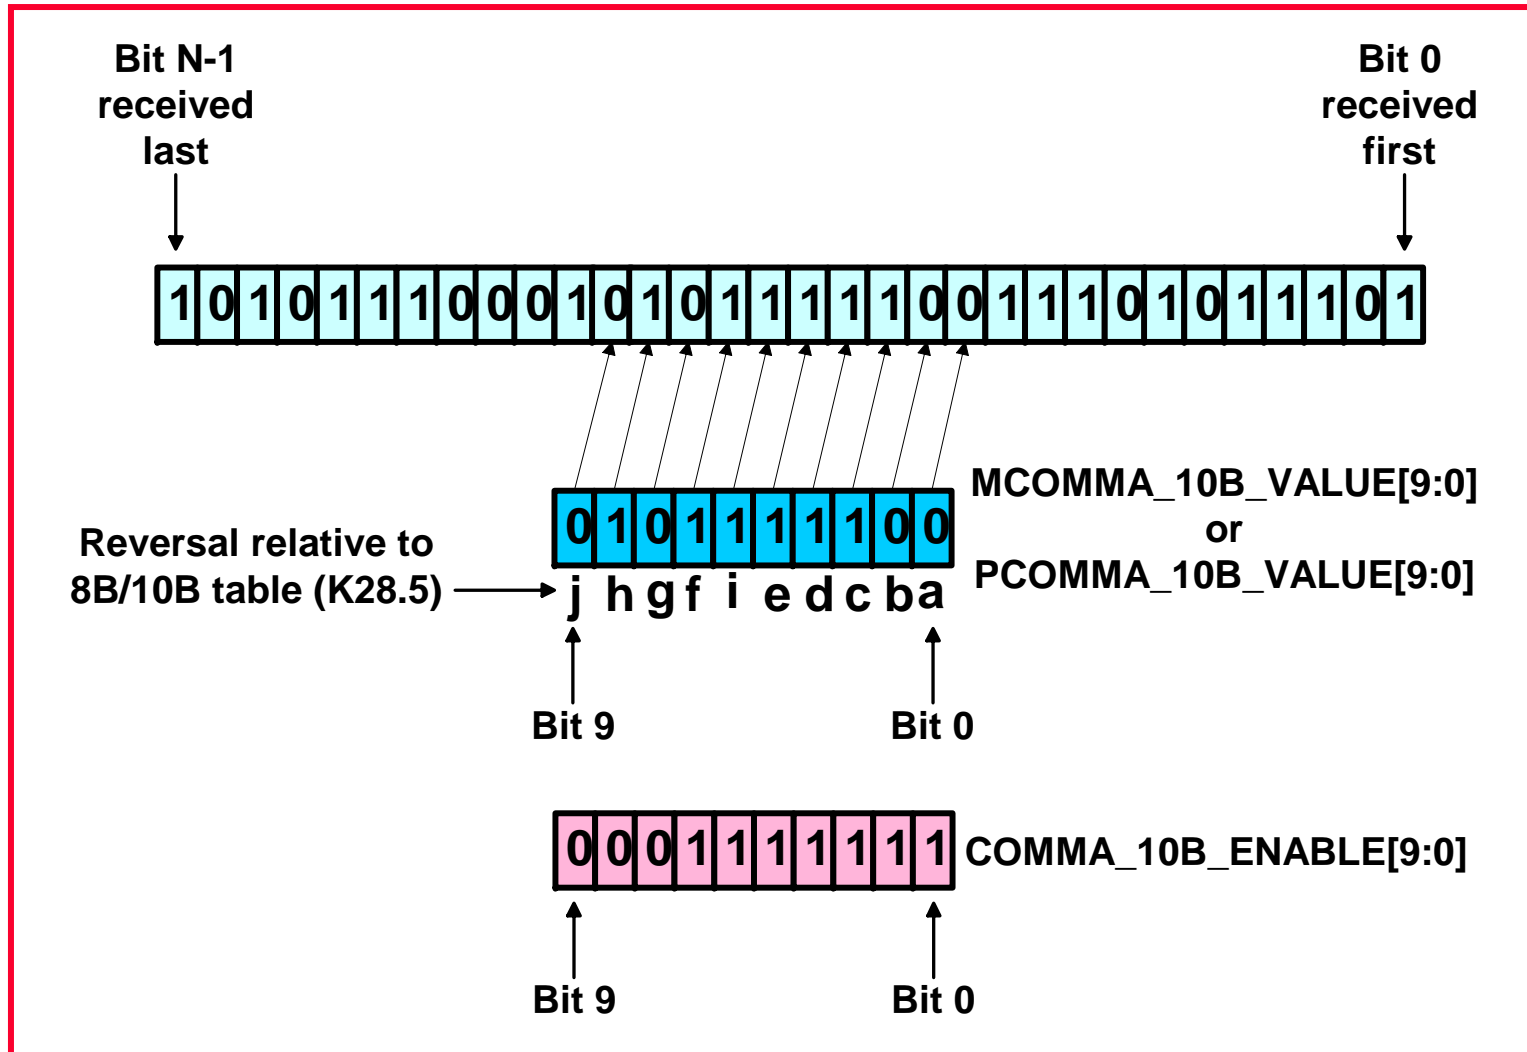 Bit N-1
received
last
Bit 0
received
first
1 0 1 0 1 1 1 0 0 0 1 0 1 0 1 1 1 1 1 0 0 1 1 1 0 1 0 1 1 1 0 1
0 1 0 1 1 1 1 1 0 0
MCOMMA_10B_VALUE[9:0]
or
PCOMMA_10B_VALUE[9:0]
Reversal relative to
8B/10B table (K28.5)
j h g f i e d c b a
Bit 9
Bit 0
0 0 0 1 1 1 1 1 1 1
COMMA_10B_ENABLE[9:0]
Bit 9
Bit 0